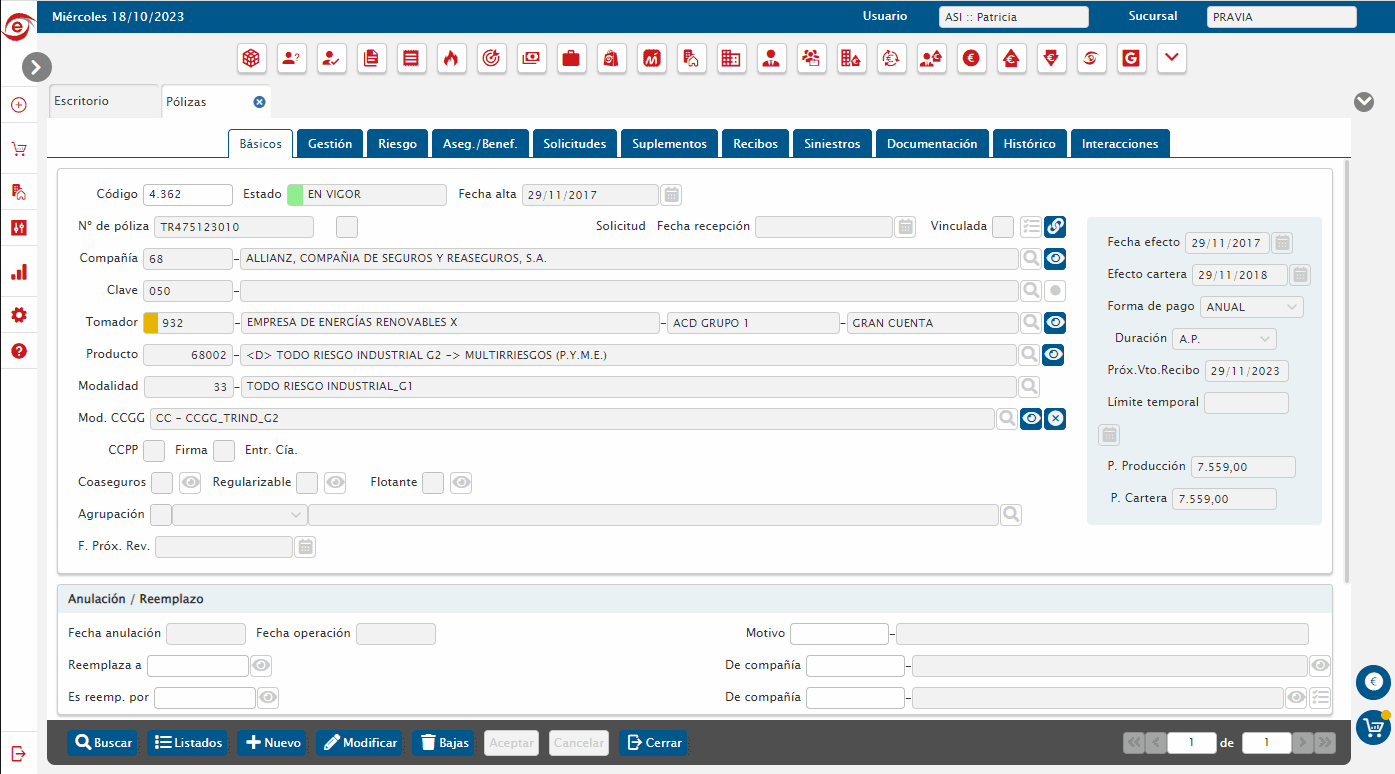 Miércoles 18/10/2023 Usuario ASI :: Patricia Sucursal PRAVIA
Escritorio Pólizas
Básicos Gestión Riesgo Aseg./Benef. Solicitudes Suplementos Recibos Siniestros Documentación Histórico Interacciones
Código 4.362 Estado EN VIGOR Fecha alta 29/11/2017
Nº de póliza TR475123010 Solicitud Fecha recepción Vinculada
Compañía 68 - ALLIANZ, COMPAÑIA DE SEGUROS Y REASEGUROS, S.A.
Clave 050 -
Tomador 932 - EMPRESA DE ENERGÍAS RENOVABLES X - ACD GRUPO 1 - GRAN CUENTA
Producto 68002 - <D> TODO RIESGO INDUSTRIAL G2 -> MULTIRRIESGOS (P.Y.M.E.)
Modalidad 33 - TODO RIESGO INDUSTRIAL_G1
Mod. CCGG CC - CCGG_TRIND_G2
CCPP Firma Entr. Cía.
Coaseguros Regularizable Flotante
Agrupación
F. Próx. Rev.
Fecha efecto 29/11/2017
Efecto cartera 29/11/2018
Forma de pago ANUAL
Duración A.P.
Próx.Vto.Recibo 29/11/2023
Límite temporal
P. Producción 7.559,00
P. Cartera 7.559,00
Anulación / Reemplazo
Fecha anulación Fecha operación Motivo -
Reemplaza a De compañía -
Es reemp. por De compañía -
Buscar Listados Nuevo Modificar Bajas Aceptar Cancelar Cerrar 1 de 1